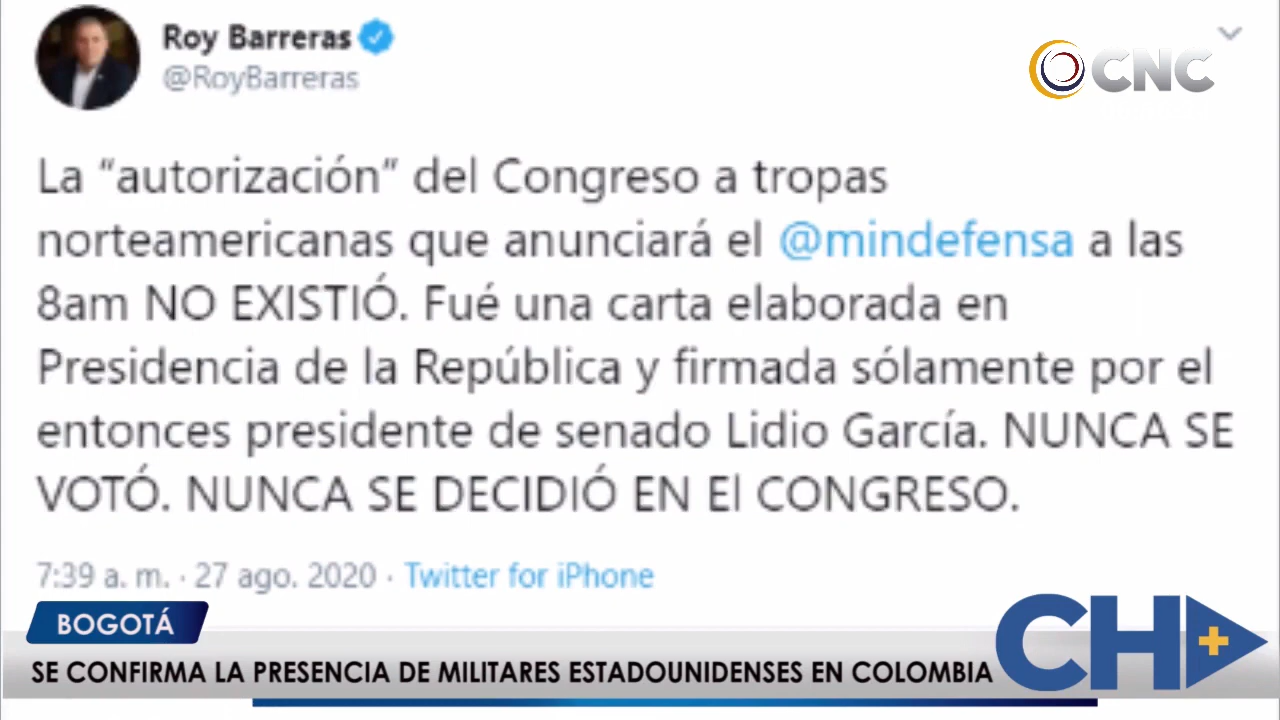 Roy Barreras
@RoyBarreras
CNC
La “autorización” del Congreso a tropas
norteamericanas que anunciará el @mindefensa a las
8am NO EXISTIÓ. Fué una carta elaborada en
Presidencia de la República y firmada sólamente por el
entonces presidente de senado Lidio García. NUNCA SE
VOTÓ. NUNCA SE DECIDIÓ EN El CONGRESO.
7:39 a. m. · 27 ago. 2020 · Twitter for iPhone
BOGOTÁ
SE CONFIRMA LA PRESENCIA DE MILITARES ESTADOUNIDENSES EN COLOMBIA
CH+